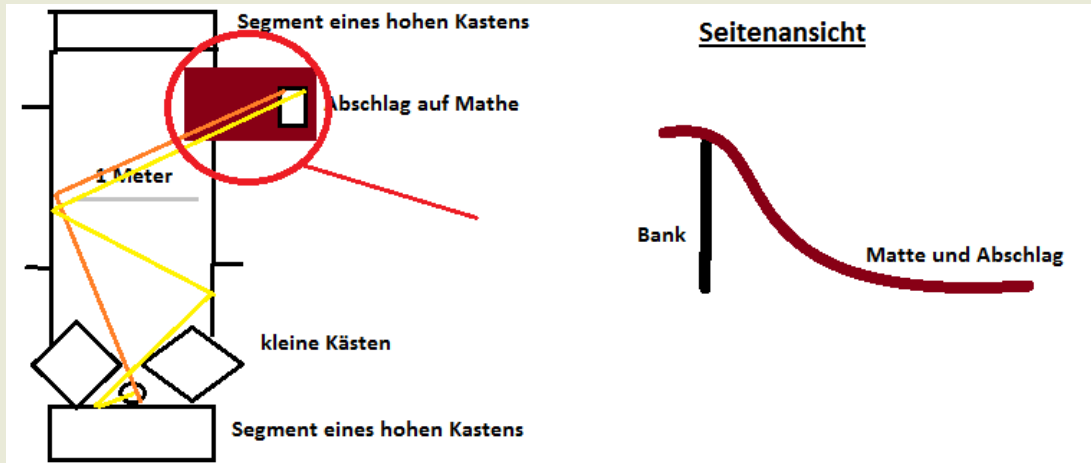 Segment eines hohen Kastens
Seitenansicht
Abschlag auf Mathe
1 Meter
Bank
Matte und Abschlag
kleine Kästen
Segment eines hohen Kastens